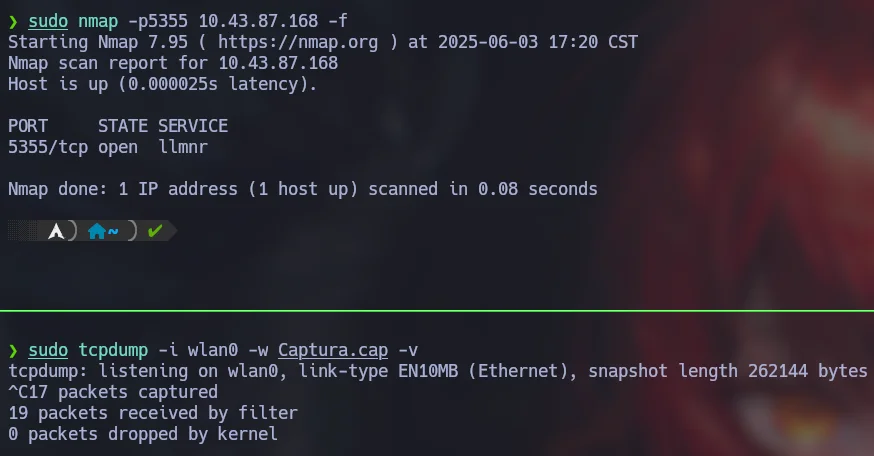 ❯ sudo nmap -p5355 10.43.87.168 -f
Starting Nmap 7.95 ( https://nmap.org ) at 2025-06-03 17:20 CST
Nmap scan report for 10.43.87.168
Host is up (0.000025s latency).
PORT     STATE SERVICE
5355/tcp open  llmnr
Nmap done: 1 IP address (1 host up) scanned in 0.08 seconds
~ ✔
❯ sudo tcpdump -i wlan0 -w Captura.cap -v
tcpdump: listening on wlan0, link-type EN10MB (Ethernet), snapshot length 262144 bytes
^C17 packets captured
19 packets received by filter
0 packets dropped by kernel